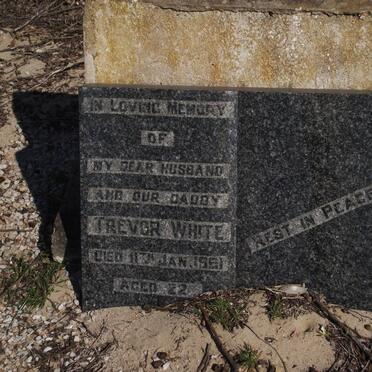 IN LOVING MEMORY
OF
MY DEAR HUSBAND
AND OUR DADDY
TREVOR WHITE
DIED 11TH JAN. 1961
AGED 22
REST IN PEACE